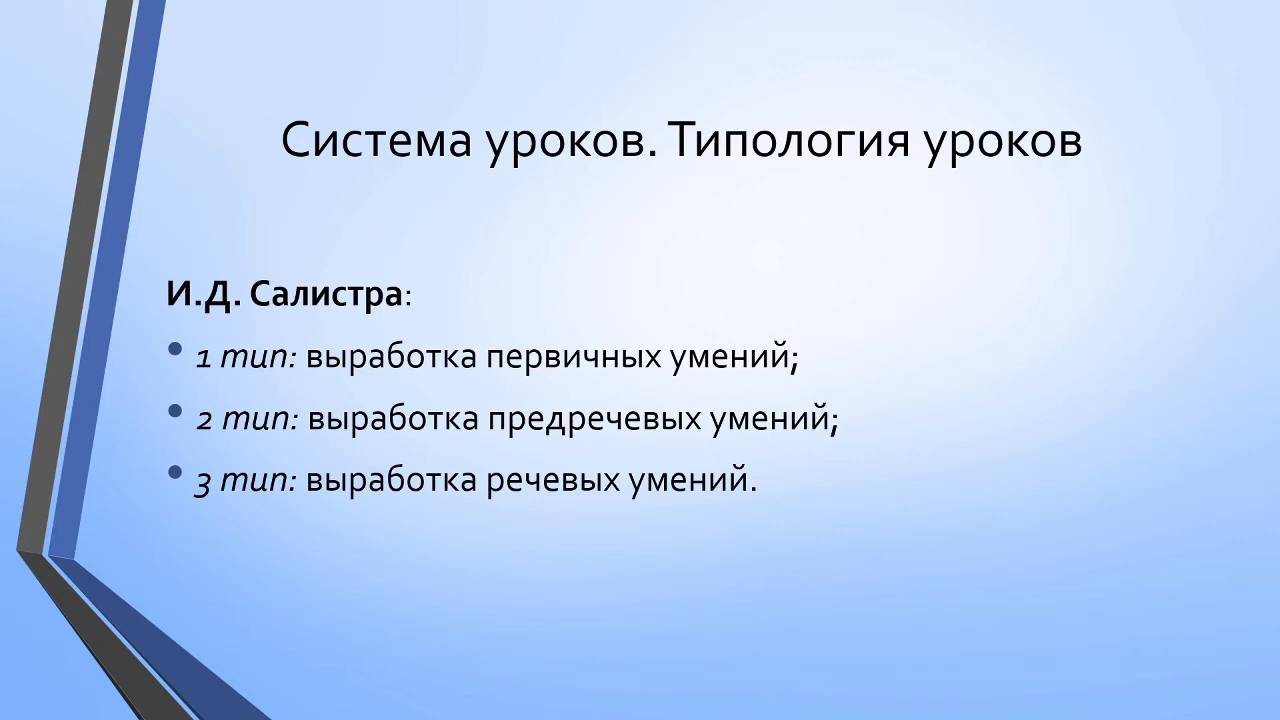 Система уроков. Типология уроков
И.Д. Салистра:
• 1 тип: выработка первичных умений;
• 2 тип: выработка предречевых умений;
• 3 тип: выработка речевых умений.